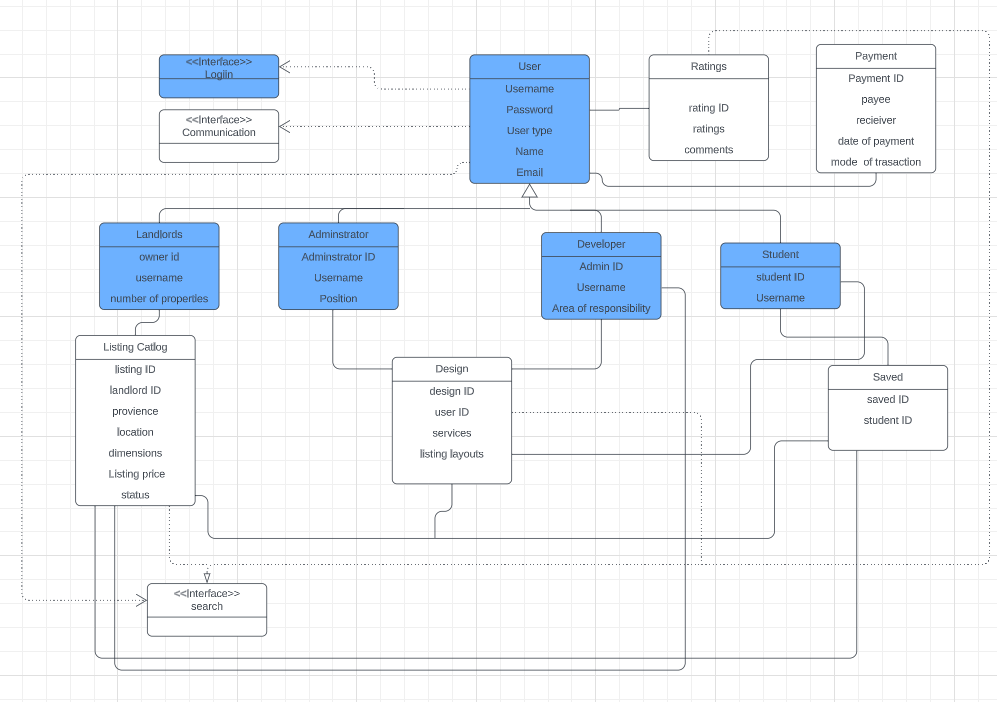 <<Interface>>
Logiin
<<Interface>>
Communication
User
Username
Password
User type
Name
Email
Ratings
rating ID
ratings
comments
Payment
Payment ID
payee
recieiver
date of payment
mode of trasaction
Landlords
owner id
username
number of properties
Adminstrator
Adminstrator ID
Username
Position
Developer
Admin ID
Username
Area of responsibility
Student
student ID
Username
Listing Catlog
listing ID
landlord ID
provience
location
dimensions
Listing price
status
Design
design ID
user ID
services
listing layouts
Saved
saved ID
student ID
<<Interface>>
search